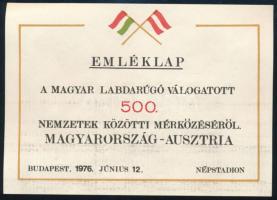 EMLÉKLAP
A MAGYAR LABDARÚGÓ VÁLOGATOTT
500.
NEMZETEK KÖZÖTTI MÉRKŐZÉSÉRŐL.
MAGYARORSZÁG-AUSZTRIA
BUDAPEST, 1976. JÚNIUS 12. NÉPSTADION